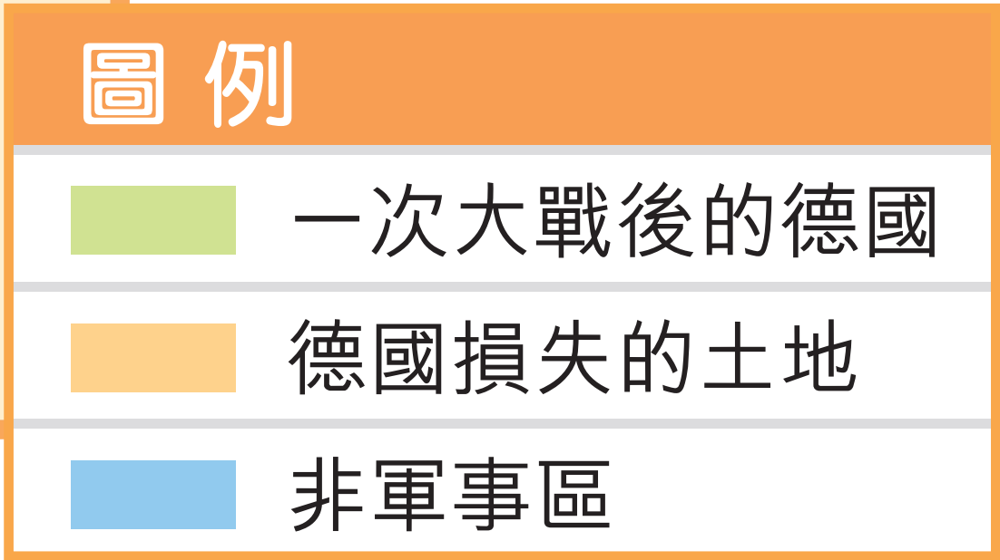 圖例
一次大戰後的德國
德國損失的土地
非軍事區